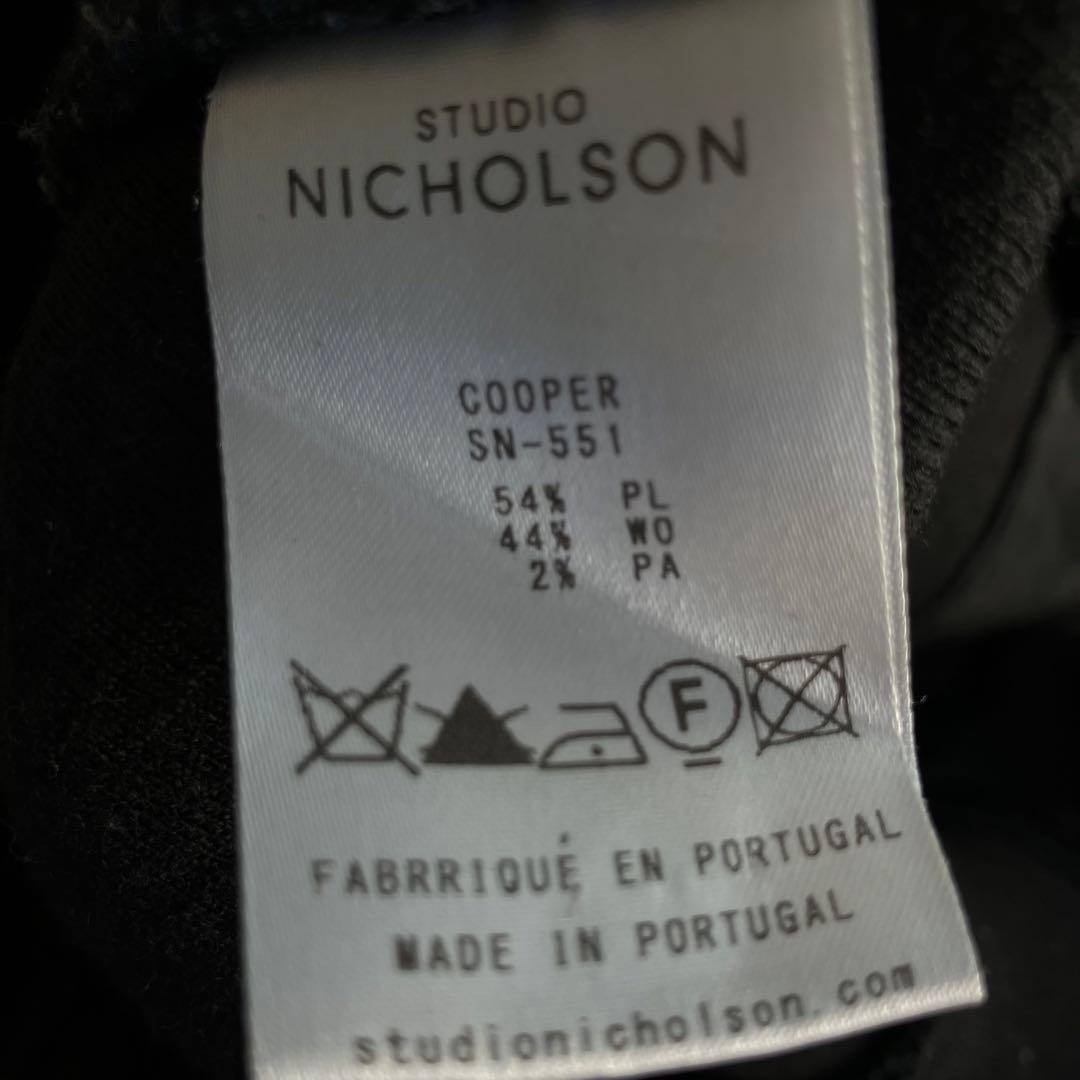 STUDIO
NICHOLSON
COOPER
SN-551
54% PL
44% WO
2% PA
F
FABRRIQUÉ EN PORTUGAL
MADE IN PORTUGAL
studionicholson.com